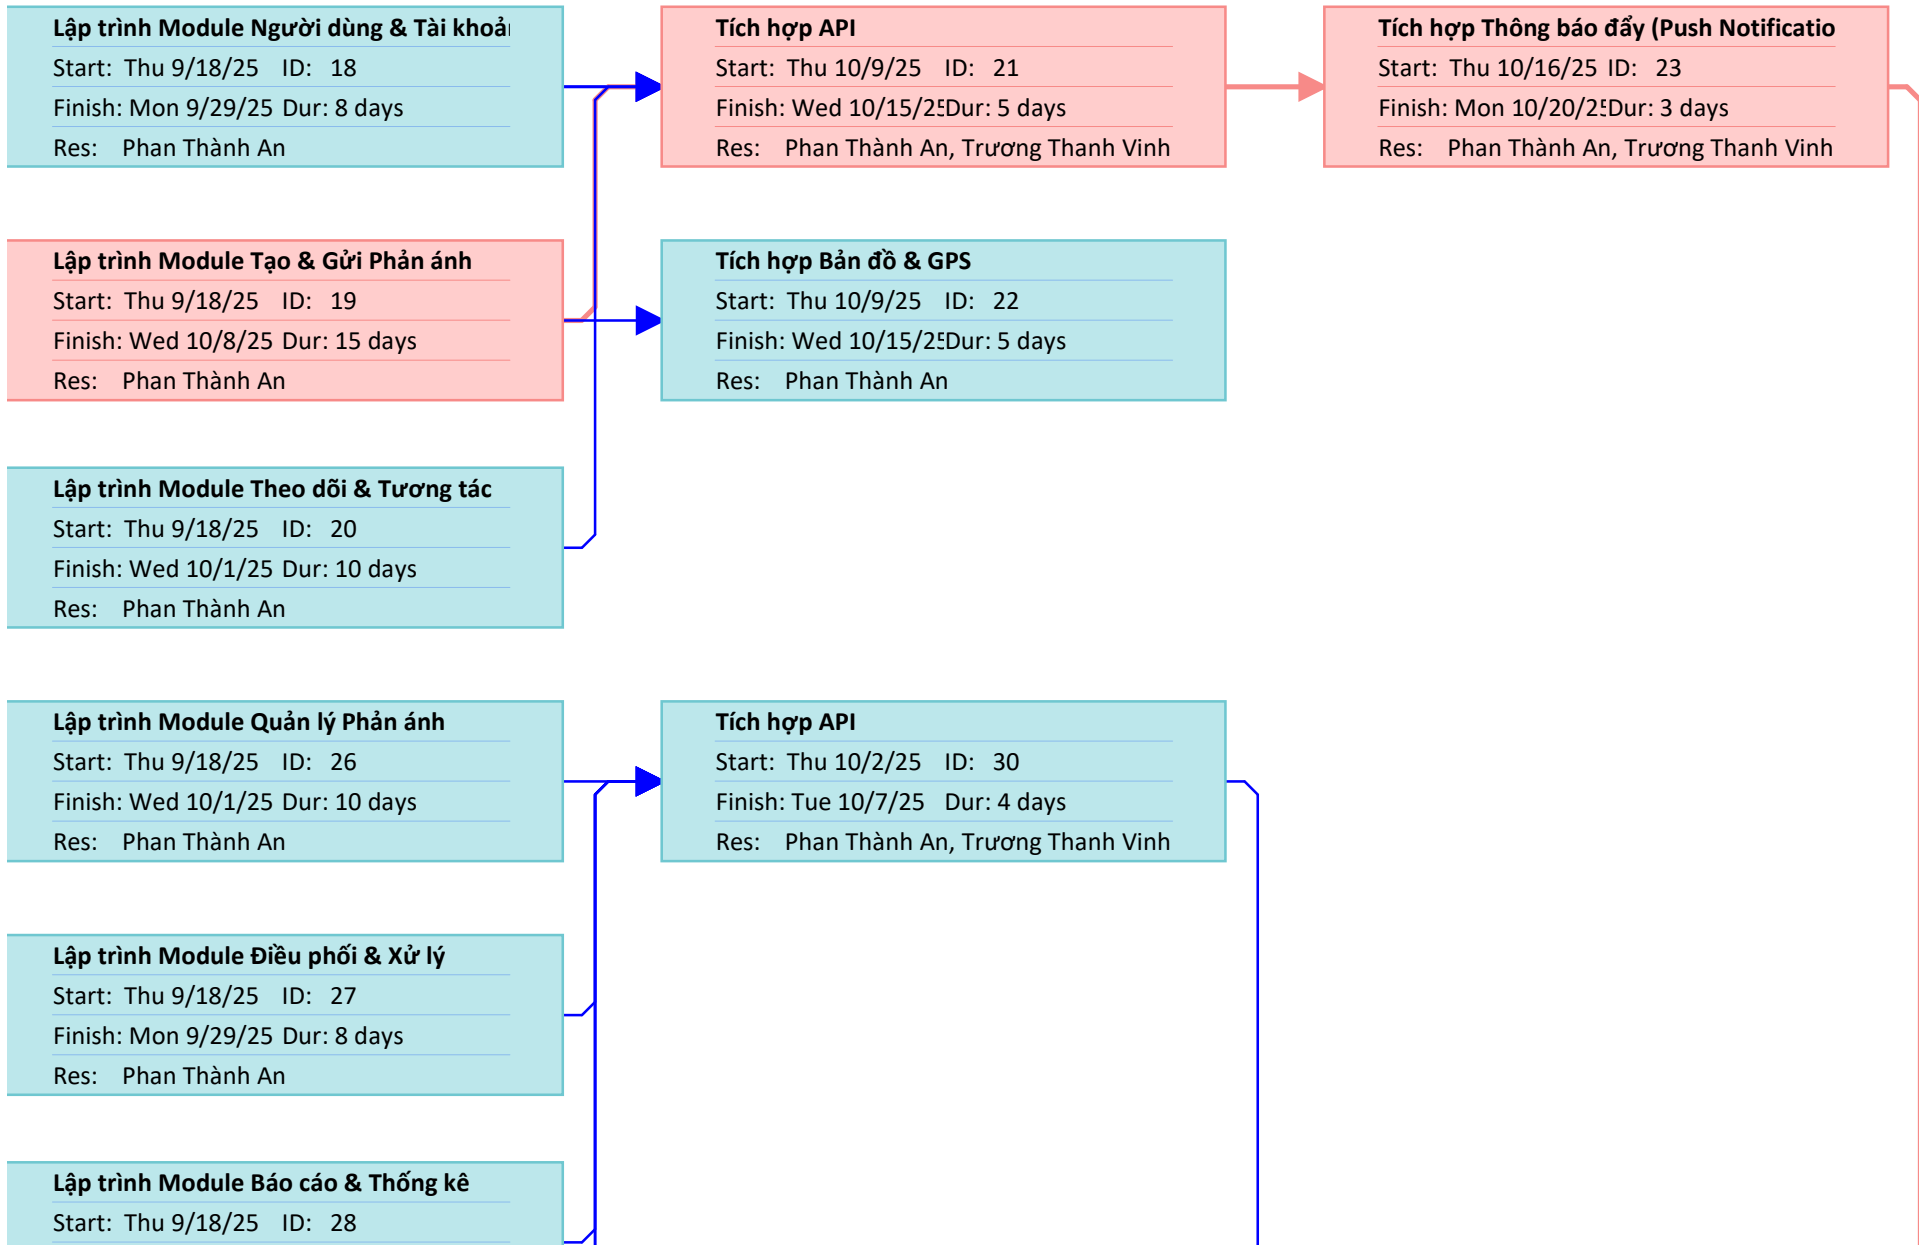 Lập trình Module Người dùng & Tài khoản
Start: Thu 9/18/25 ID: 18
Finish: Mon 9/29/25 Dur: 8 days
Res: Phan Thành An
Tích hợp API
Start: Thu 10/9/25 ID: 21
Finish: Wed 10/15/25 Dur: 5 days
Res: Phan Thành An, Trương Thanh Vinh
Tích hợp Thông báo đẩy (Push Notificatio
Start: Thu 10/16/25 ID: 23
Finish: Mon 10/20/25 Dur: 3 days
Res: Phan Thành An, Trương Thanh Vinh
Lập trình Module Tạo & Gửi Phản ánh
Start: Thu 9/18/25 ID: 19
Finish: Wed 10/8/25 Dur: 15 days
Res: Phan Thành An
Tích hợp Bản đồ & GPS
Start: Thu 10/9/25 ID: 22
Finish: Wed 10/15/25 Dur: 5 days
Res: Phan Thành An
Lập trình Module Theo dõi & Tương tác
Start: Thu 9/18/25 ID: 20
Finish: Wed 10/1/25 Dur: 10 days
Res: Phan Thành An
Lập trình Module Quản lý Phản ánh
Start: Thu 9/18/25 ID: 26
Finish: Wed 10/1/25 Dur: 10 days
Res: Phan Thành An
Tích hợp API
Start: Thu 10/2/25 ID: 30
Finish: Tue 10/7/25 Dur: 4 days
Res: Phan Thành An, Trương Thanh Vinh
Lập trình Module Điều phối & Xử lý
Start: Thu 9/18/25 ID: 27
Finish: Mon 9/29/25 Dur: 8 days
Res: Phan Thành An
Lập trình Module Báo cáo & Thống kê
Start: Thu 9/18/25 ID: 28